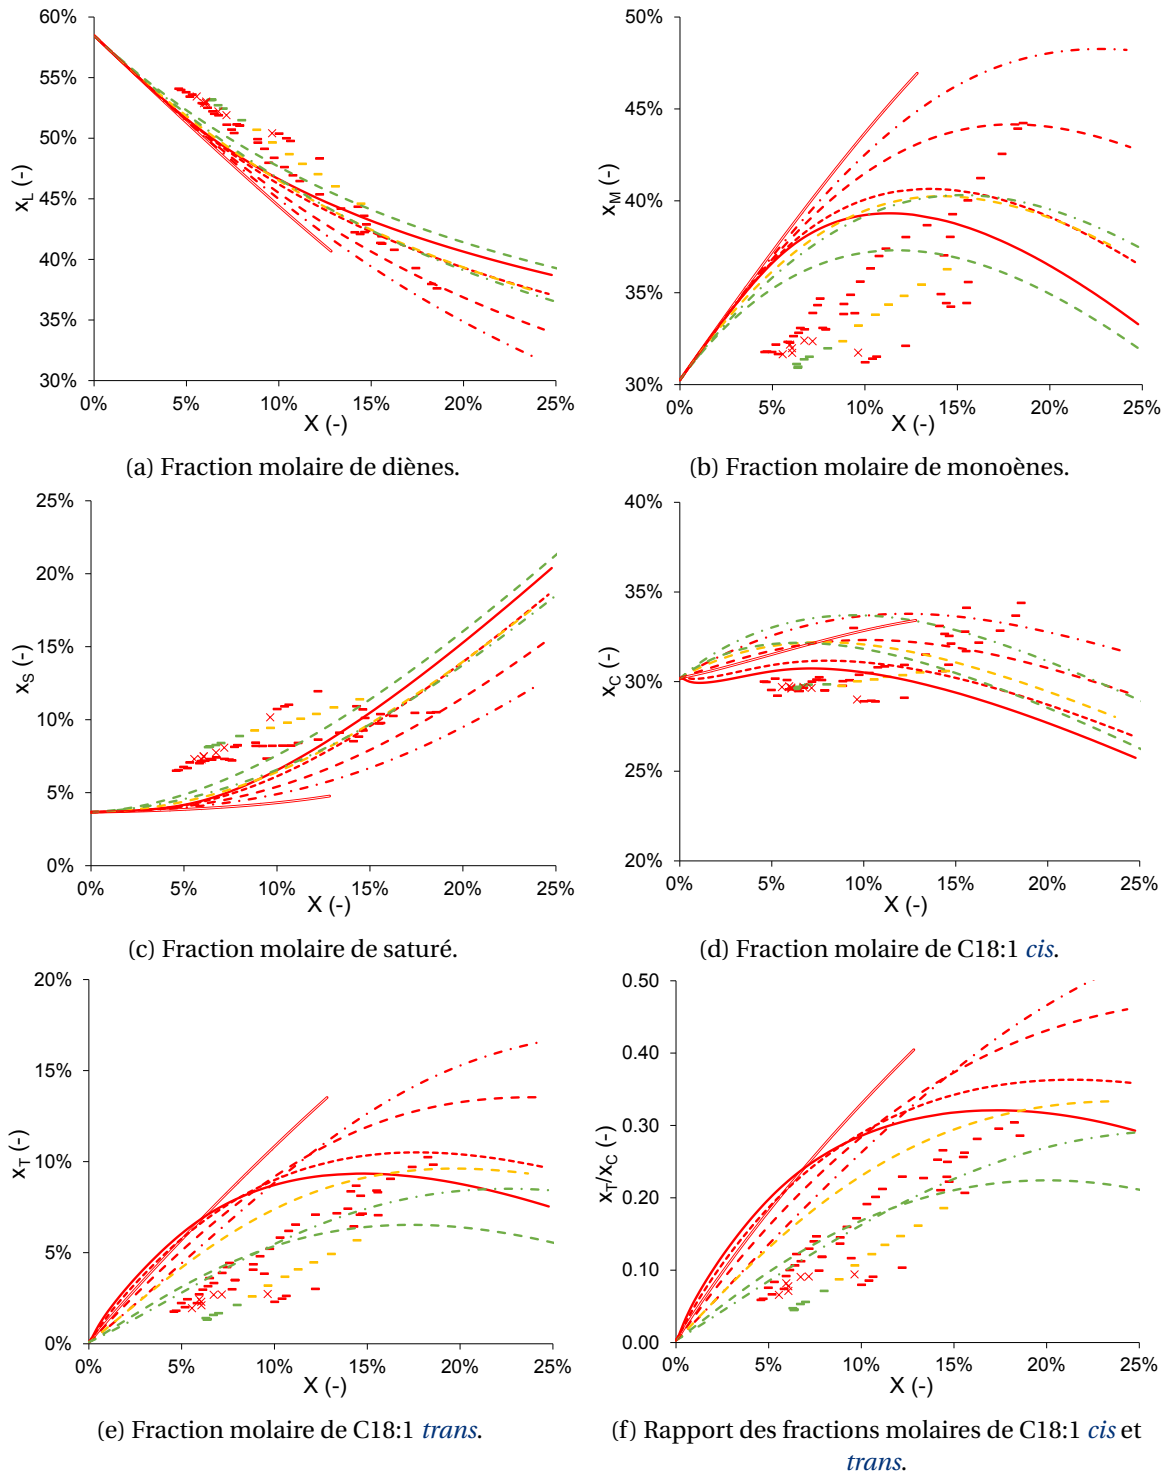 60%
55%
50%
45%
40%
35%
30%
x_L (-)
0% 5% 10% 15% 20% 25%
X (-)
(a) Fraction molaire de diènes.
50%
45%
40%
35%
30%
x_M (-)
0% 5% 10% 15% 20% 25%
X (-)
(b) Fraction molaire de monoènes.
25%
20%
15%
10%
5%
0%
x_S (-)
0% 5% 10% 15% 20% 25%
X (-)
(c) Fraction molaire de saturé.
40%
35%
30%
25%
20%
x_C (-)
0% 5% 10% 15% 20% 25%
X (-)
(d) Fraction molaire de C18:1 cis.
20%
15%
10%
5%
0%
x_T (-)
0% 5% 10% 15% 20% 25%
X (-)
(e) Fraction molaire de C18:1 trans.
0.50
0.40
0.30
0.20
0.10
0.00
x_T/x_C (-)
0% 5% 10% 15% 20% 25%
X (-)
(f) Rapport des fractions molaires de C18:1 cis et
trans.